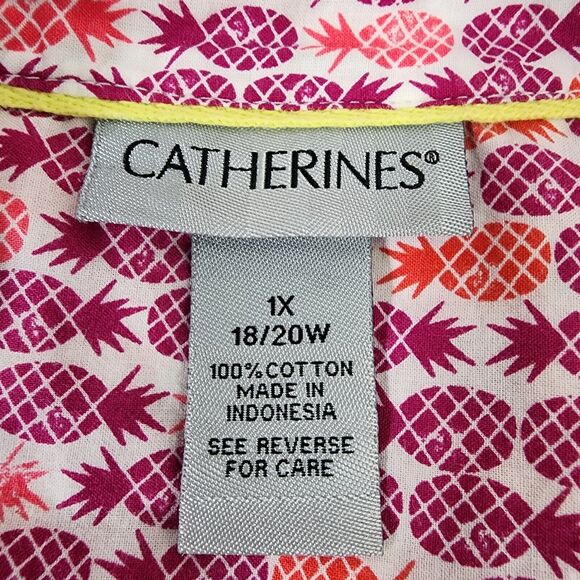 CATHERINES®
1X
18/20W
100% COTTON
MADE IN
INDONESIA
SEE REVERSE
FOR CARE